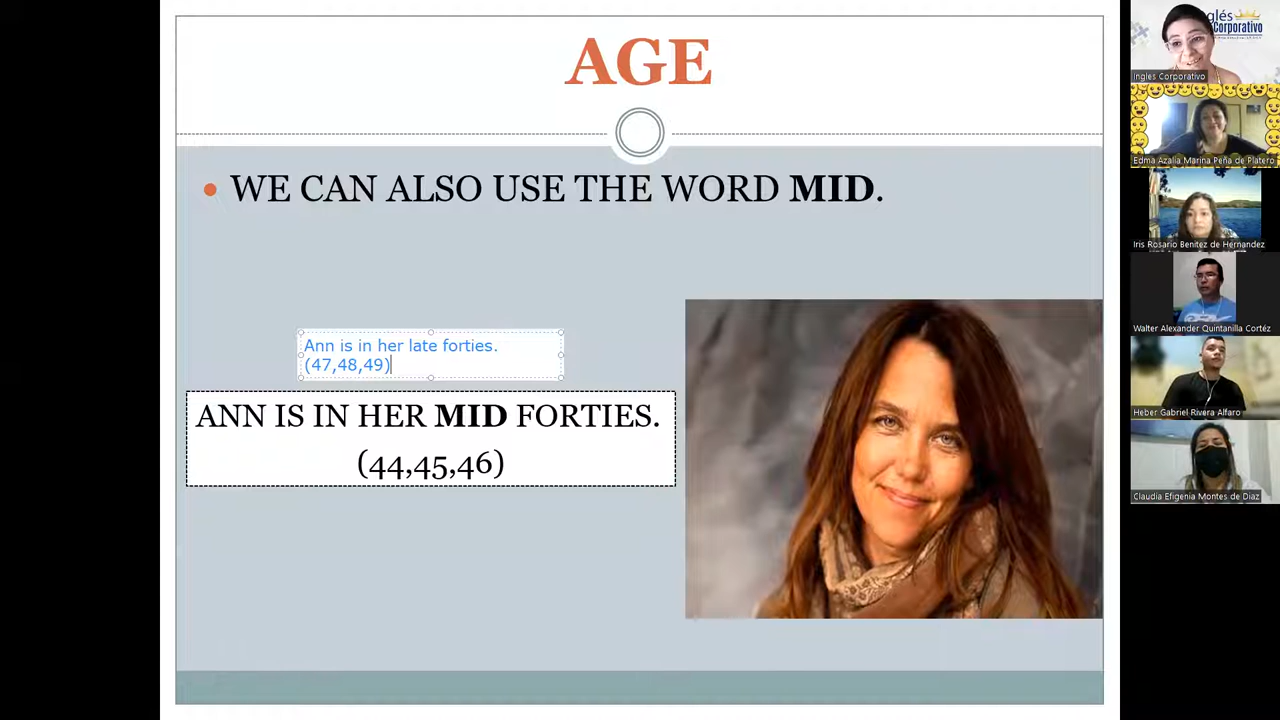 AGE
• WE CAN ALSO USE THE WORD MID.
Ann is in her late forties.
(47,48,49)
ANN IS IN HER MID FORTIES.
(44,45,46)
Corporativo
Ingles Corporativo
Edma Azalia Marina Peña de Platero
Iris Rosario Benitez de Hernandez
Walter Alexander Quintanilla Cortéz
Heber Gabriel Rivera Alfaro
Claudia Efigenia Montes de Diaz